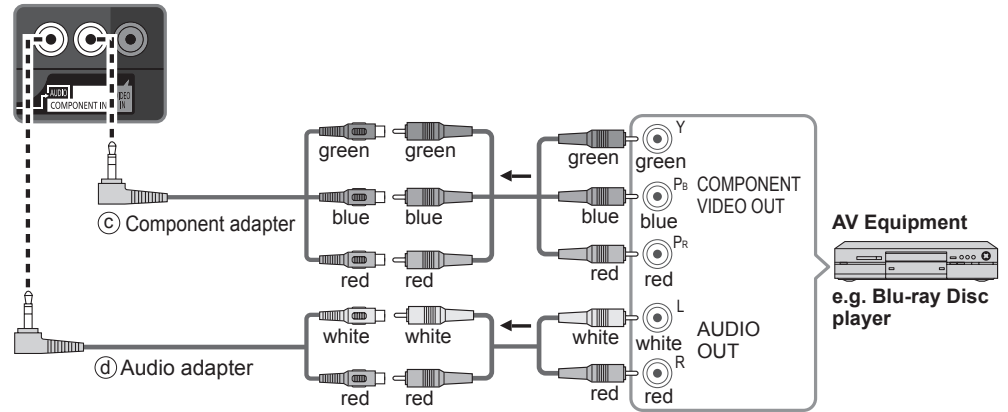 AUDIO
COMPONENT IN
IN
green
green
green
Y
green
blue
blue
blue
PB
blue
COMPONENT
VIDEO OUT
ⓒ Component adapter
red
red
red
PR
red
AV Equipment
e.g. Blu-ray Disc
player
white
white
white
L
white
AUDIO
OUT
ⓓ Audio adapter
red
red
red
R
red